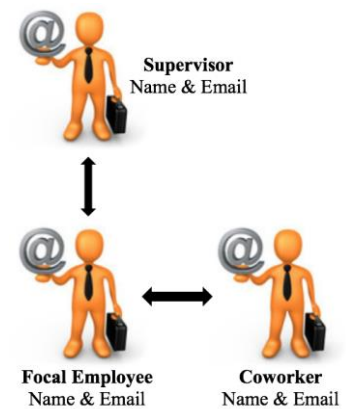 @
Supervisor
Name & Email
@
@
Focal Employee
Name & Email
Coworker
Name & Email